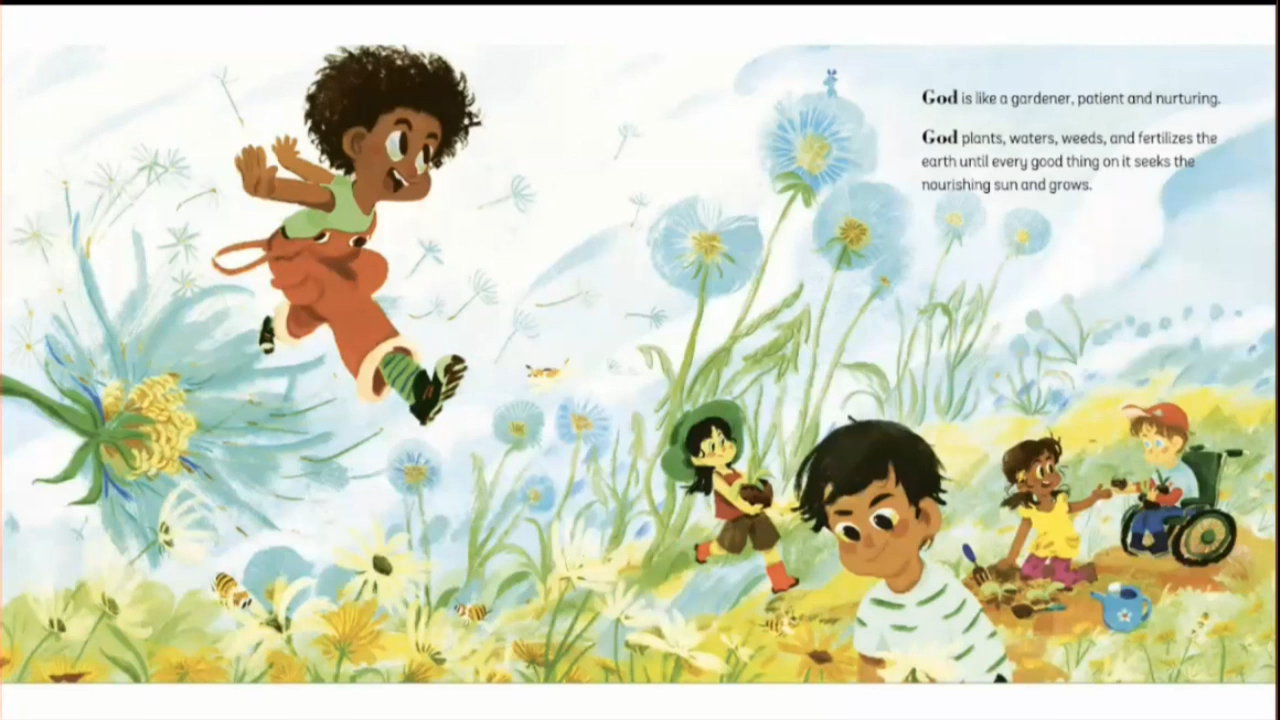 God is like a gardener, patient and nurturing.
God plants, waters, weeds, and fertilizes the
earth until every good thing on it seeks the
nourishing sun and grows.